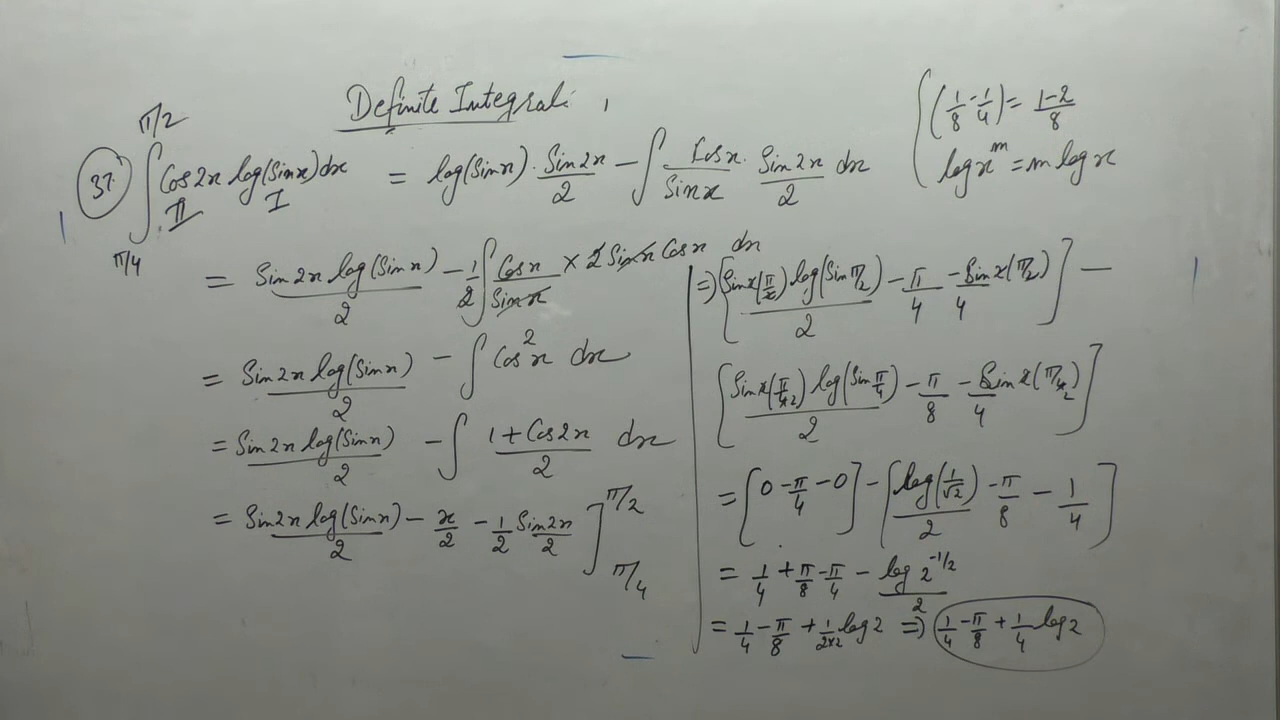 Definite Integral:
37. ∫_{π/4}^{π/2} Cos2x log(Sinx)dx = log(Sinx) · Sin2x/2 − ∫ Cosx/Sinx · Sin2x/2 dx
II I
= Sin2x log(Sinx)/2 − 1/2 ∫ Cosx/Sinx × 2 Sinx Cosx dx
= Sin2x log(Sinx)/2 − ∫ Cos²x dx
= Sin2x log(Sinx)/2 − ∫ (1+Cos2x)/2 dx
= Sin2x log(Sinx)/2 − x/2 − 1/2 Sin2x/2 ]_{π/4}^{π/2}
(1/8 − 1/4) = (1−2)/8
log x^m = m log x
⇒ [Sin2(π/2) log(Sin π/2)/2 − π/4 − Sin2(π/2)/4] −
[Sin2(π/4) log(Sin π/4)/2 − π/8 − Sin2(π/4)/4]
= [0 − π/4 − 0] − [log(1/√2)/2 − π/8 − 1/4]
= 1/4 + π/8 − π/4 − log 2^{-1/2}/2
= 1/4 − π/8 + 1/(2×2) log2 ⇒ 1/4 − π/8 + 1/4 log2